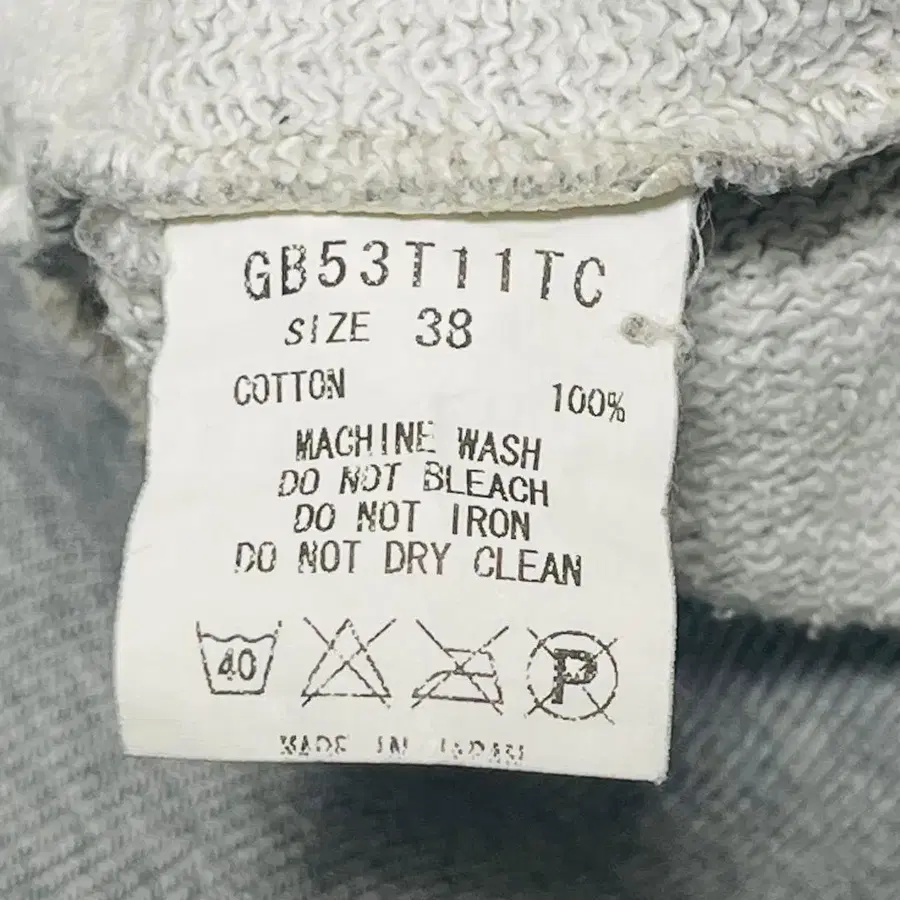 GB53T11TC
SIZE 38
COTTON 100%
MACHINE WASH
DO NOT BLEACH
DO NOT IRON
DO NOT DRY CLEAN
40 P
MADE IN JAPAN